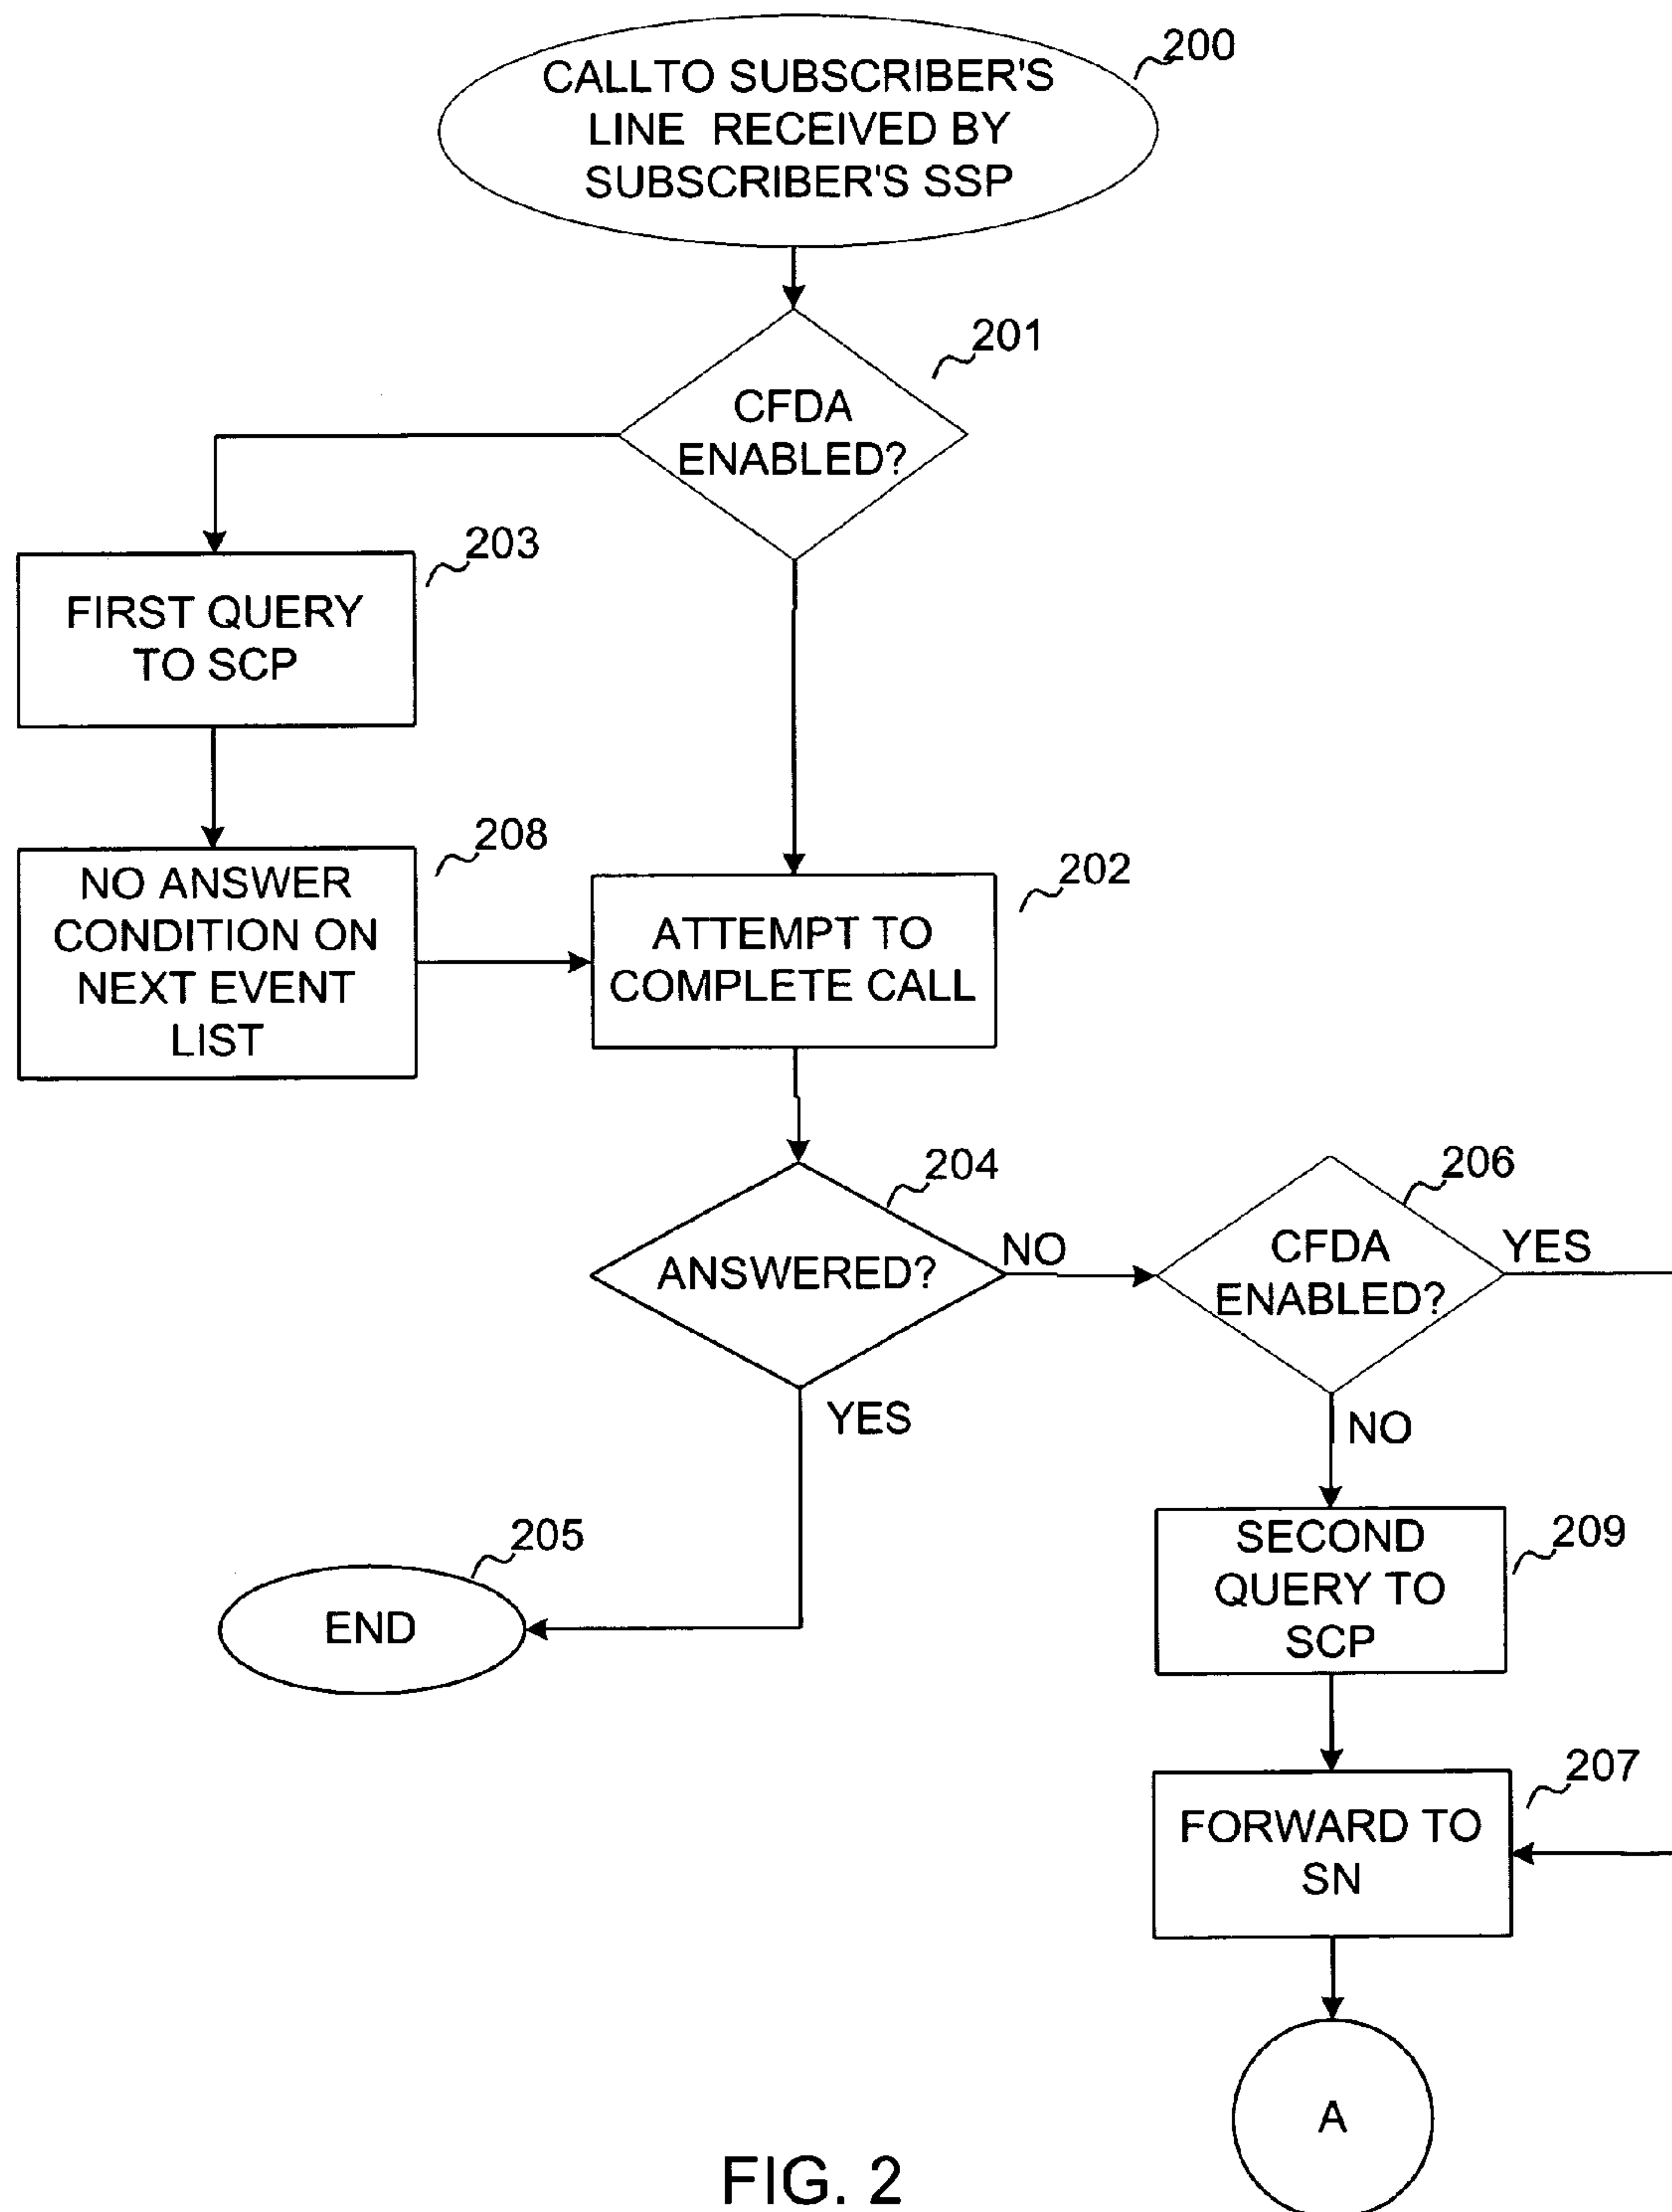 200
CALLTO SUBSCRIBER'S
LINE RECEIVED BY
SUBSCRIBER'S SSP
201
CFDA
ENABLED?
203
FIRST QUERY
TO SCP
208
NO ANSWER
CONDITION ON
NEXT EVENT
LIST
202
ATTEMPT TO
COMPLETE CALL
204
ANSWERED?
NO
YES
206
CFDA
ENABLED?
YES
NO
205
END
209
SECOND
QUERY TO
SCP
207
FORWARD TO
SN
A
FIG. 2